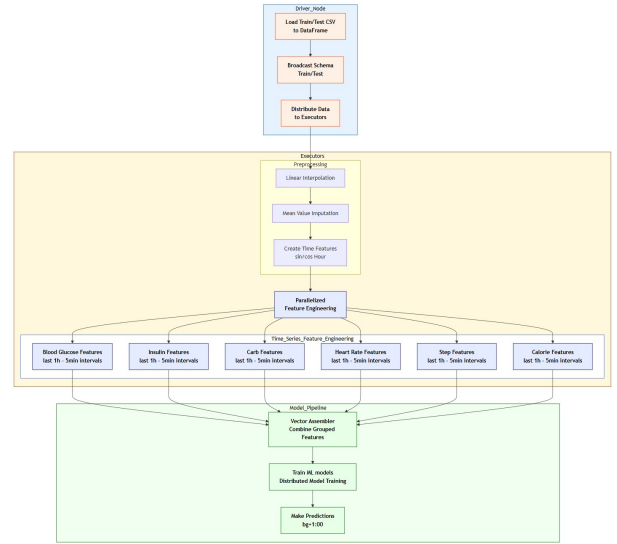 Driver_Node
Load Train/Test CSV
to DataFrame
Broadcast Schema
Train/Test
Distribute Data
to Executors
Executors
Preprocessing
Linear Interpolation
Mean Value Imputation
Create Time Features
sin/cos Hour
Parallelized
Feature Engineering
Time_Series_Feature_Engineering
Blood Glucose Features
last 1h - 5min intervals
Insulin Features
last 1h - 5min intervals
Carb Features
last 1h - 5min intervals
Heart Rate Features
last 1h - 5min intervals
Step Features
last 1h - 5min intervals
Calorie Features
last 1h - 5min intervals
Model_Pipeline
Vector Assembler
Combine Grouped
Features
Train ML models
Distributed Model Training
Make Predictions
bg+1:00